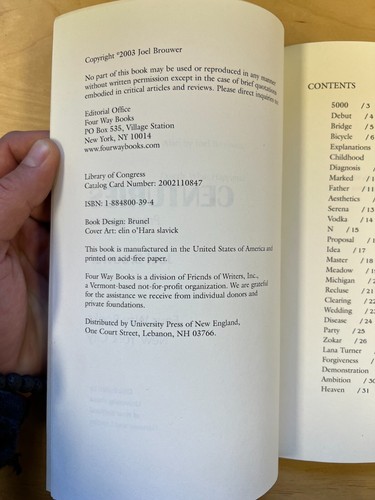 Copyright ©2003 Joel Brouwer
No part of this book may be used or reproduced in any manner
without written permission except in the case of brief quotations
embodied in critical articles and reviews. Please direct inquiries to:
Editorial Office
Four Way Books
PO Box 535, Village Station
New York, NY 10014
www.fourwaybooks.com
Library of Congress
Catalog Card Number: 2002110847
ISBN: 1-884800-39-4
Book Design: Brunel
Cover Art: elin o'Hara slavick
This book is manufactured in the United States of America and
printed on acid-free paper.
Four Way Books is a division of Friends of Writers, Inc.,
a Vermont-based not-for-profit organization. We are grateful
for the assistance we receive from individual donors and
private foundations.
Distributed by University Press of New England,
One Court Street, Lebanon, NH 03766.
CONTENTS
5000 / 3
Debut / 4
Bridge / 5
Bicycle / 6
Explanations
Childhood
Diagnosis /
Marked / 1
Father / 11
Aesthetics /
Serena / 13
Vodka / 14
N / 15
Proposal / 1
Idea / 17
Master / 18
Meadow / 19
Michigan / 2
Recluse / 21
Clearing / 22
Wedding / 23
Disease / 24
Party / 25
Zokar / 26
Lana Turner /
Forgiveness /
Demonstration
Ambition / 30
Heaven / 31